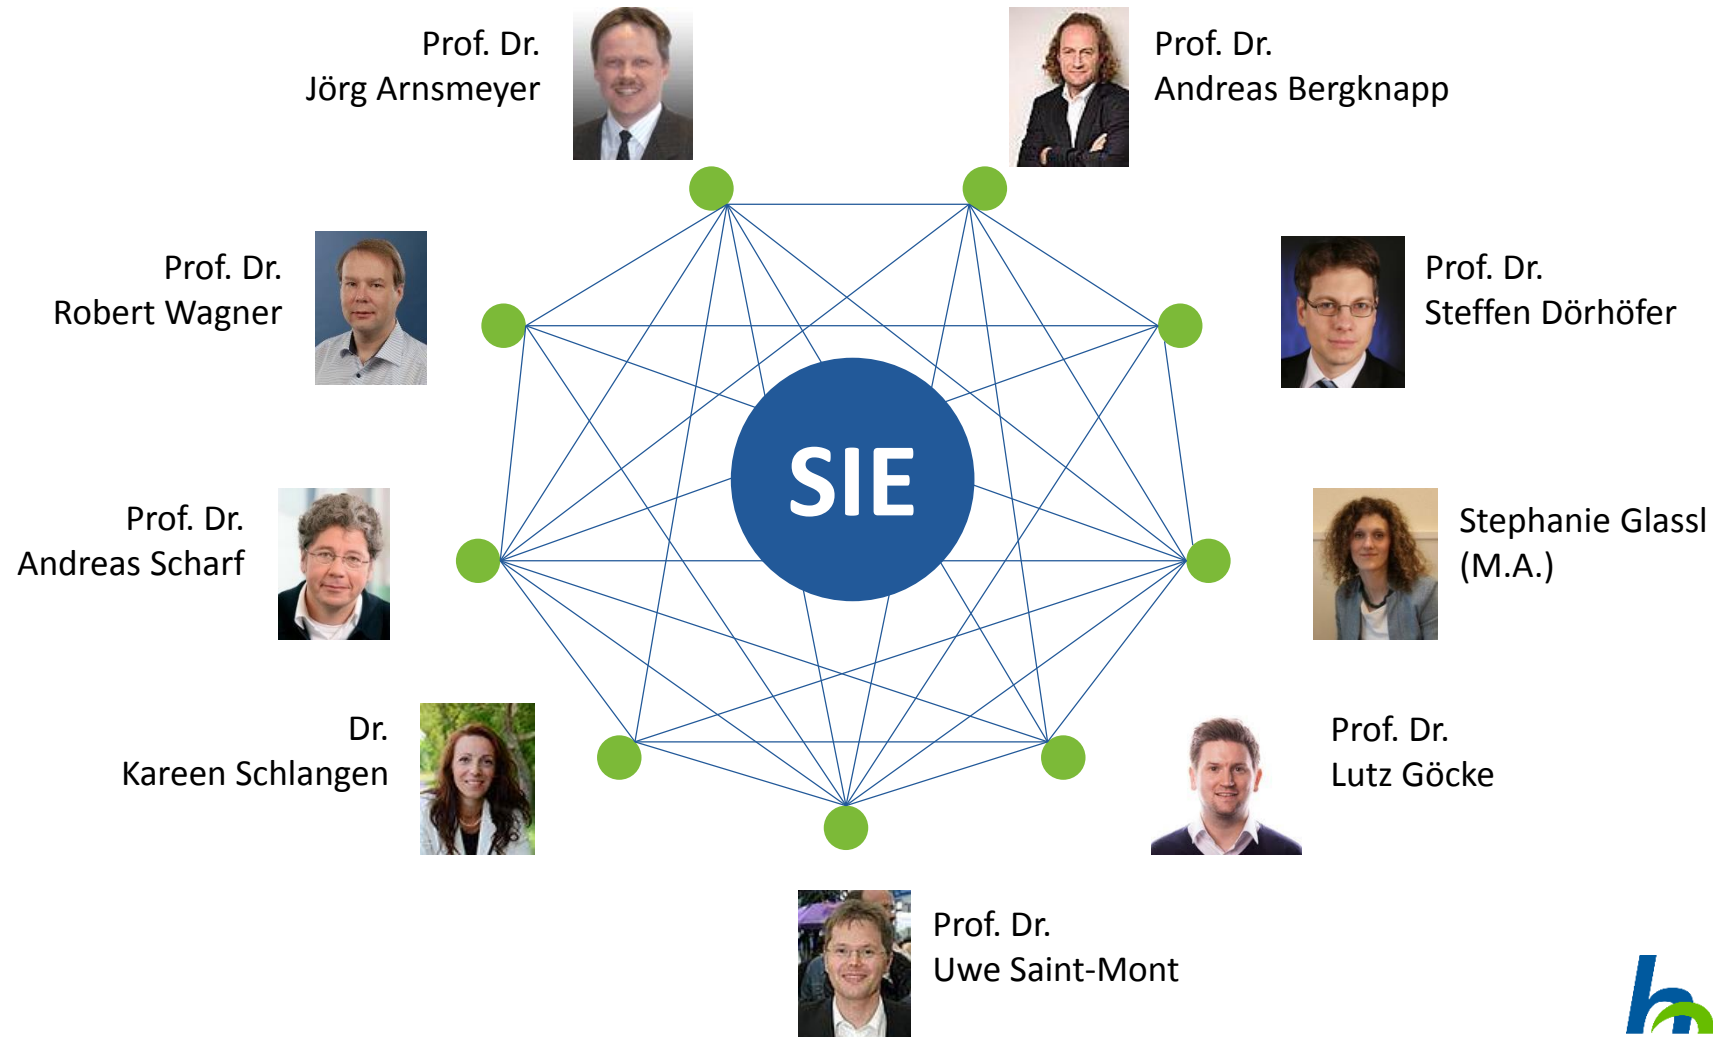 Prof. Dr.
Jörg Arnsmeyer
Prof. Dr.
Andreas Bergknapp
Prof. Dr.
Robert Wagner
Prof. Dr.
Steffen Dörhöfer
SIE
Prof. Dr.
Andreas Scharf
Stephanie Glassl
(M.A.)
Dr.
Kareen Schlangen
Prof. Dr.
Lutz Göcke
Prof. Dr.
Uwe Saint-Mont